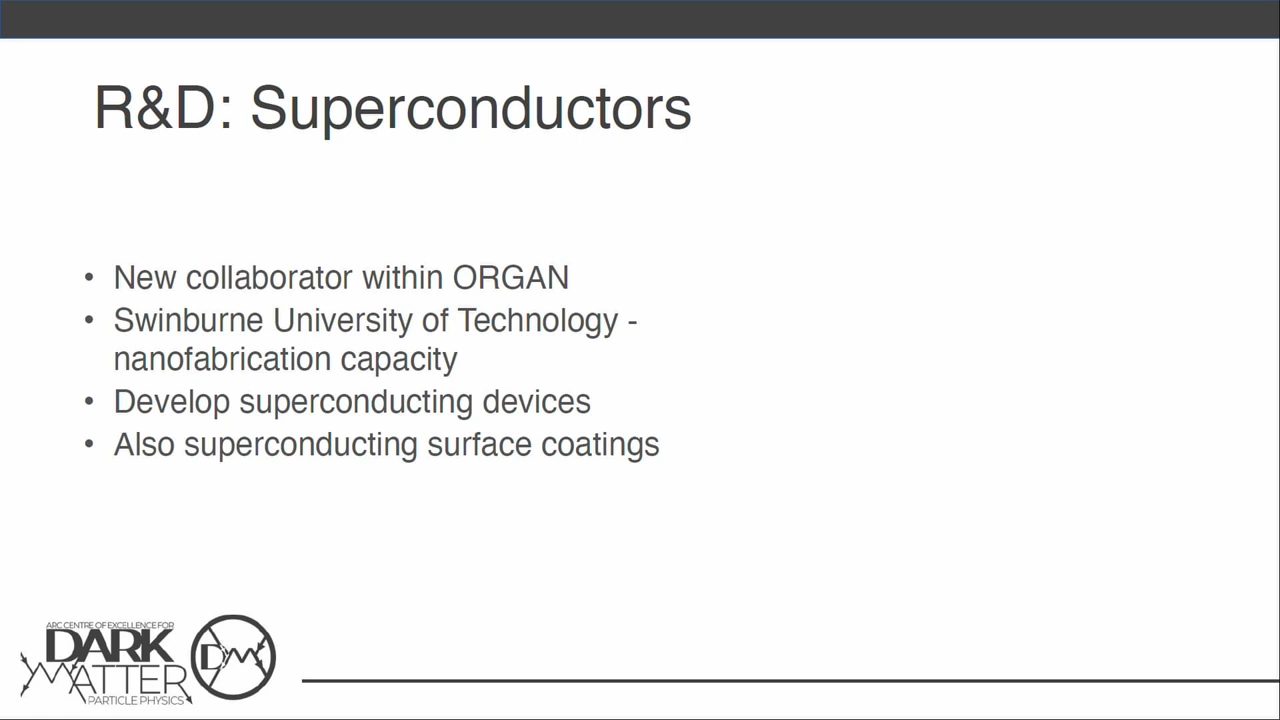 R&D: Superconductors
• New collaborator within ORGAN
• Swinburne University of Technology -
nanofabrication capacity
• Develop superconducting devices
• Also superconducting surface coatings
ARC CENTRE OF EXCELLENCE FOR
DARK
MATTER
PARTICLE PHYSICS
DM